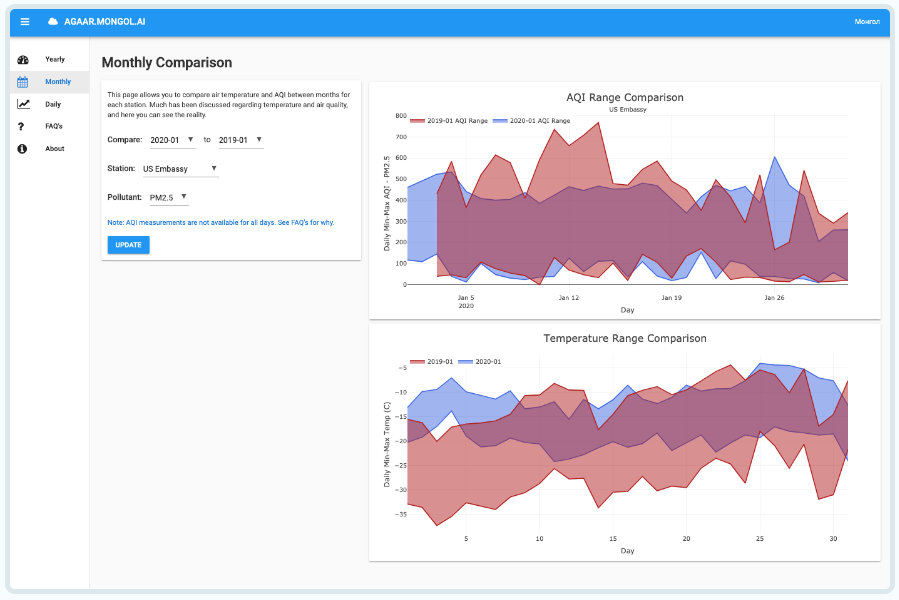 AGAAR.MONGOL.AI
Монгол
Yearly
Monthly
Daily
FAQ's
About
Monthly Comparison
This page allows you to compare air temperature and AQI between months for
each station. Much has been discussed regarding temperature and air quality,
and here you can see the reality.
Compare: 2020-01 to 2019-01
Station: US Embassy
Pollutant: PM2.5
Note: AQI measurements are not available for all days. See FAQ's for why.
UPDATE
AQI Range Comparison
US Embassy
2019-01 AQI Range 2020-01 AQI Range
Daily Min-Max AQI - PM2.5
800
700
600
500
400
300
200
100
0
Jan 5 Jan 12 Jan 19 Jan 26
2020
Day
Temperature Range Comparison
2019-01 2020-01
Daily Min-Max Temp (C)
−5
−10
−15
−20
−25
−30
−35
5 10 15 20 25 30
Day